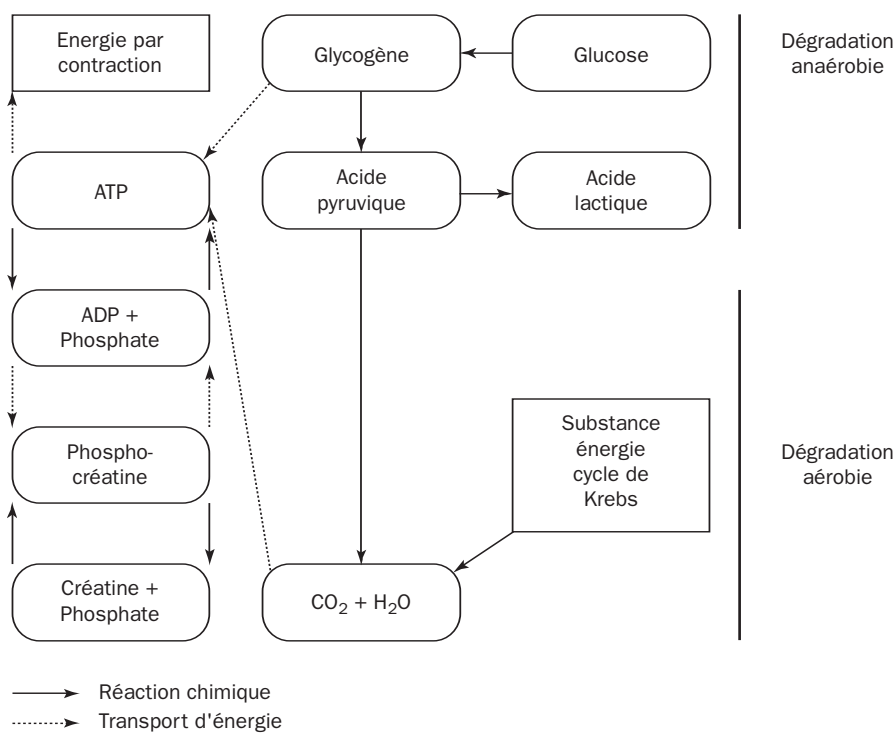 Energie par
contraction
Glycogène
Glucose
Dégradation
anaérobie
ATP
Acide
pyruvique
Acide
lactique
ADP +
Phosphate
Phospho-
créatine
Substance
énergie
cycle de
Krebs
Dégradation
aérobie
Créatine +
Phosphate
CO₂ + H₂O
Réaction chimique
Transport d'énergie